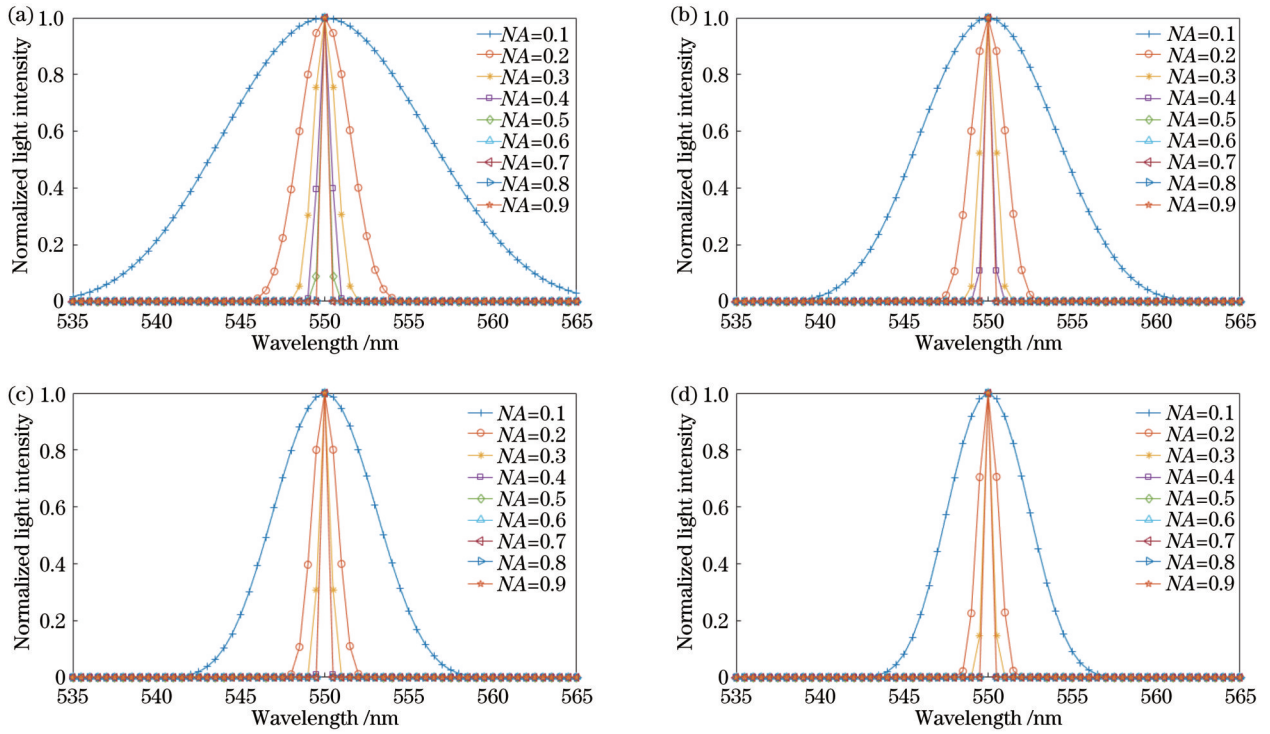 (a)
Normalized light intensity
1.0
0.8
0.6
0.4
0.2
0
535 540 545 550 555 560 565
Wavelength /nm
NA=0.1
NA=0.2
NA=0.3
NA=0.4
NA=0.5
NA=0.6
NA=0.7
NA=0.8
NA=0.9
(b)
Normalized light intensity
1.0
0.8
0.6
0.4
0.2
0
535 540 545 550 555 560 565
Wavelength /nm
NA=0.1
NA=0.2
NA=0.3
NA=0.4
NA=0.5
NA=0.6
NA=0.7
NA=0.8
NA=0.9
(c)
Normalized light intensity
1.0
0.8
0.6
0.4
0.2
0
535 540 545 550 555 560 565
Wavelength /nm
NA=0.1
NA=0.2
NA=0.3
NA=0.4
NA=0.5
NA=0.6
NA=0.7
NA=0.8
NA=0.9
(d)
Normalized light intensity
1.0
0.8
0.6
0.4
0.2
0
535 540 545 550 555 560 565
Wavelength /nm
NA=0.1
NA=0.2
NA=0.3
NA=0.4
NA=0.5
NA=0.6
NA=0.7
NA=0.8
NA=0.9